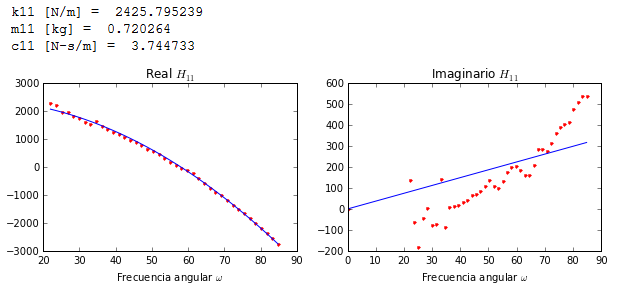 k11 [N/m] = 2425.795239
m11 [kg] = 0.720264
c11 [N-s/m] = 3.744733
Real H₁₁
3000
2000
1000
0
−1000
−2000
−3000
20 30 40 50 60 70 80 90
Frecuencia angular ω
Imaginario H₁₁
600
500
400
300
200
100
0
−100
−200
0 10 20 30 40 50 60 70 80 90
Frecuencia angular ω